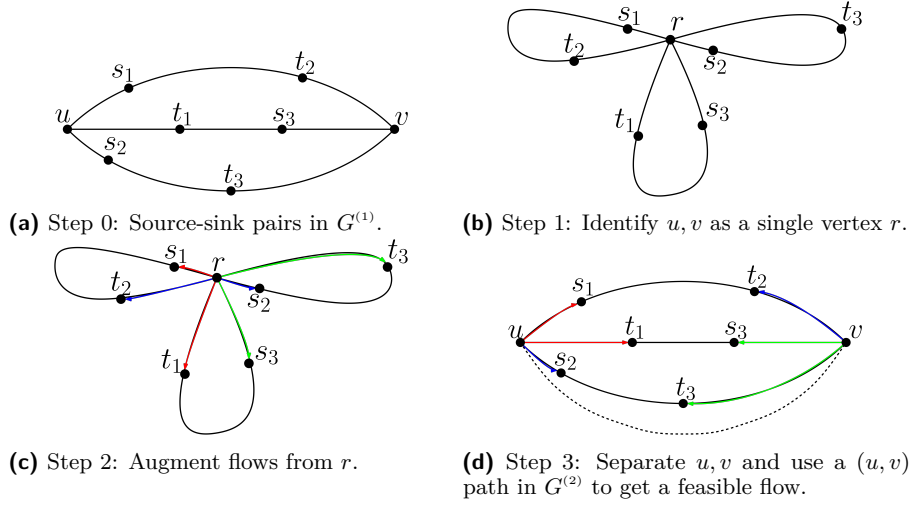 s₁
t₂
u
t₁
s₃
v
s₂
t₃
(a) Step 0: Source-sink pairs in G⁽¹⁾.
s₁
r
t₃
t₂
s₂
t₁
s₃
(b) Step 1: Identify u, v as a single vertex r.
s₁
r
t₃
t₂
s₂
t₁
s₃
(c) Step 2: Augment flows from r.
s₁
t₂
u
t₁
s₃
v
s₂
t₃
(d) Step 3: Separate u, v and use a (u, v)
path in G⁽²⁾ to get a feasible flow.